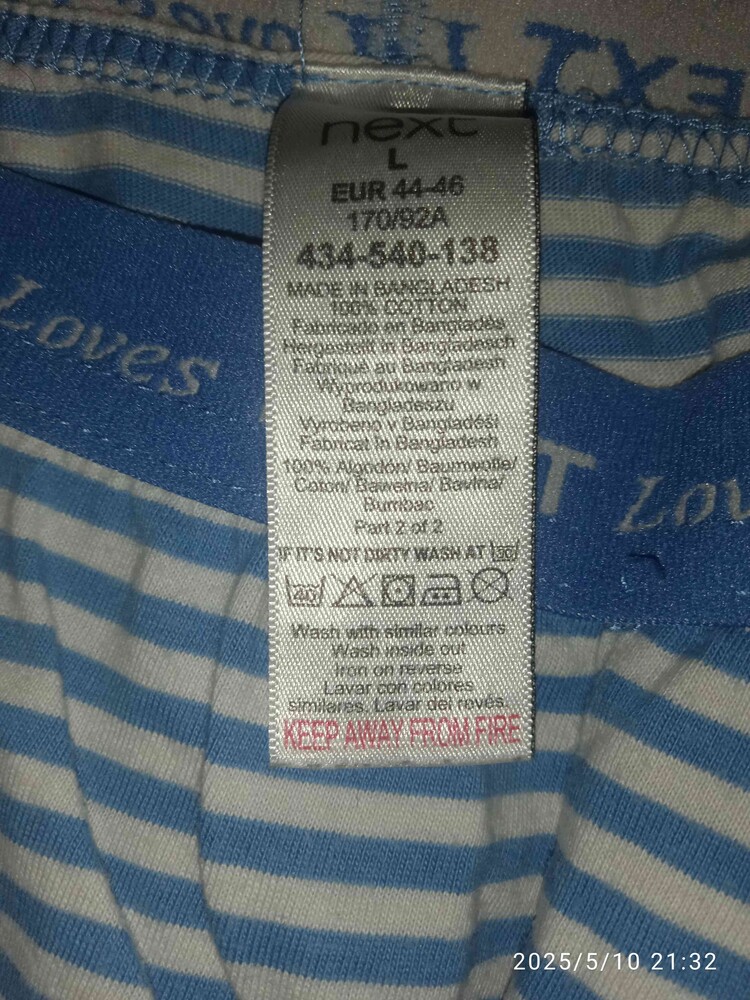 next
L
EUR 44-46
170/92A
434-540-138
MADE IN BANGLADESH
100% COTTON
Fabricado en Bangladés
Hergestellt in Bangladesch
Fabriqué au Bangladesh
Wyprodukowano w
Bangladeszu
Vyrobeno v Bangladéši
Fabricat în Bangladesh
100% Algodón/ Baumwolle/
Coton/ Bawełna/ Bavlna/
Bumbac
Part 2 of 2
IF IT'S NOT DIRTY WASH AT 30
40
Wash with similar colours
Wash inside out
Iron on reverse
Lavar con colores
similares. Lavar del revés.
KEEP AWAY FROM FIRE
Loves
T Lov
2025/5/10 21:32